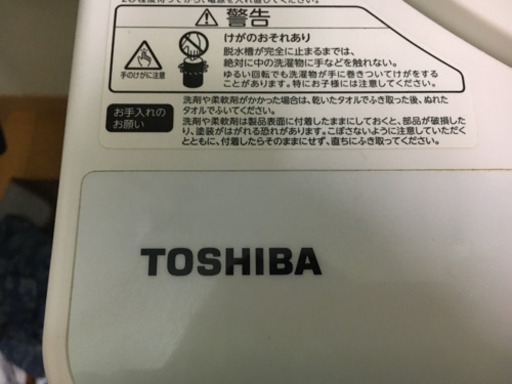 ⚠警告
手のけがに注意
けがのおそれあり
脱水槽が完全に止まるまでは、
絶対に中の洗濯物に手などを触れない。
ゆるい回転でも洗濯物が手に巻きついてけがをする
ことがあります。特にお子様には注意してください。
お手入れの
お願い
洗剤や柔軟剤がかかった場合は、乾いたタオルでふき取った後、ぬれた
タオルでふいてください。
洗剤や柔軟剤は製品表面に付着したままにしておくと、部品が破損した
り、塗装がはがれる恐れがあります。こぼさないように注意していただく
とともに、付着したらそのままにせず、直ちにふき取ってください。
TOSHIBA